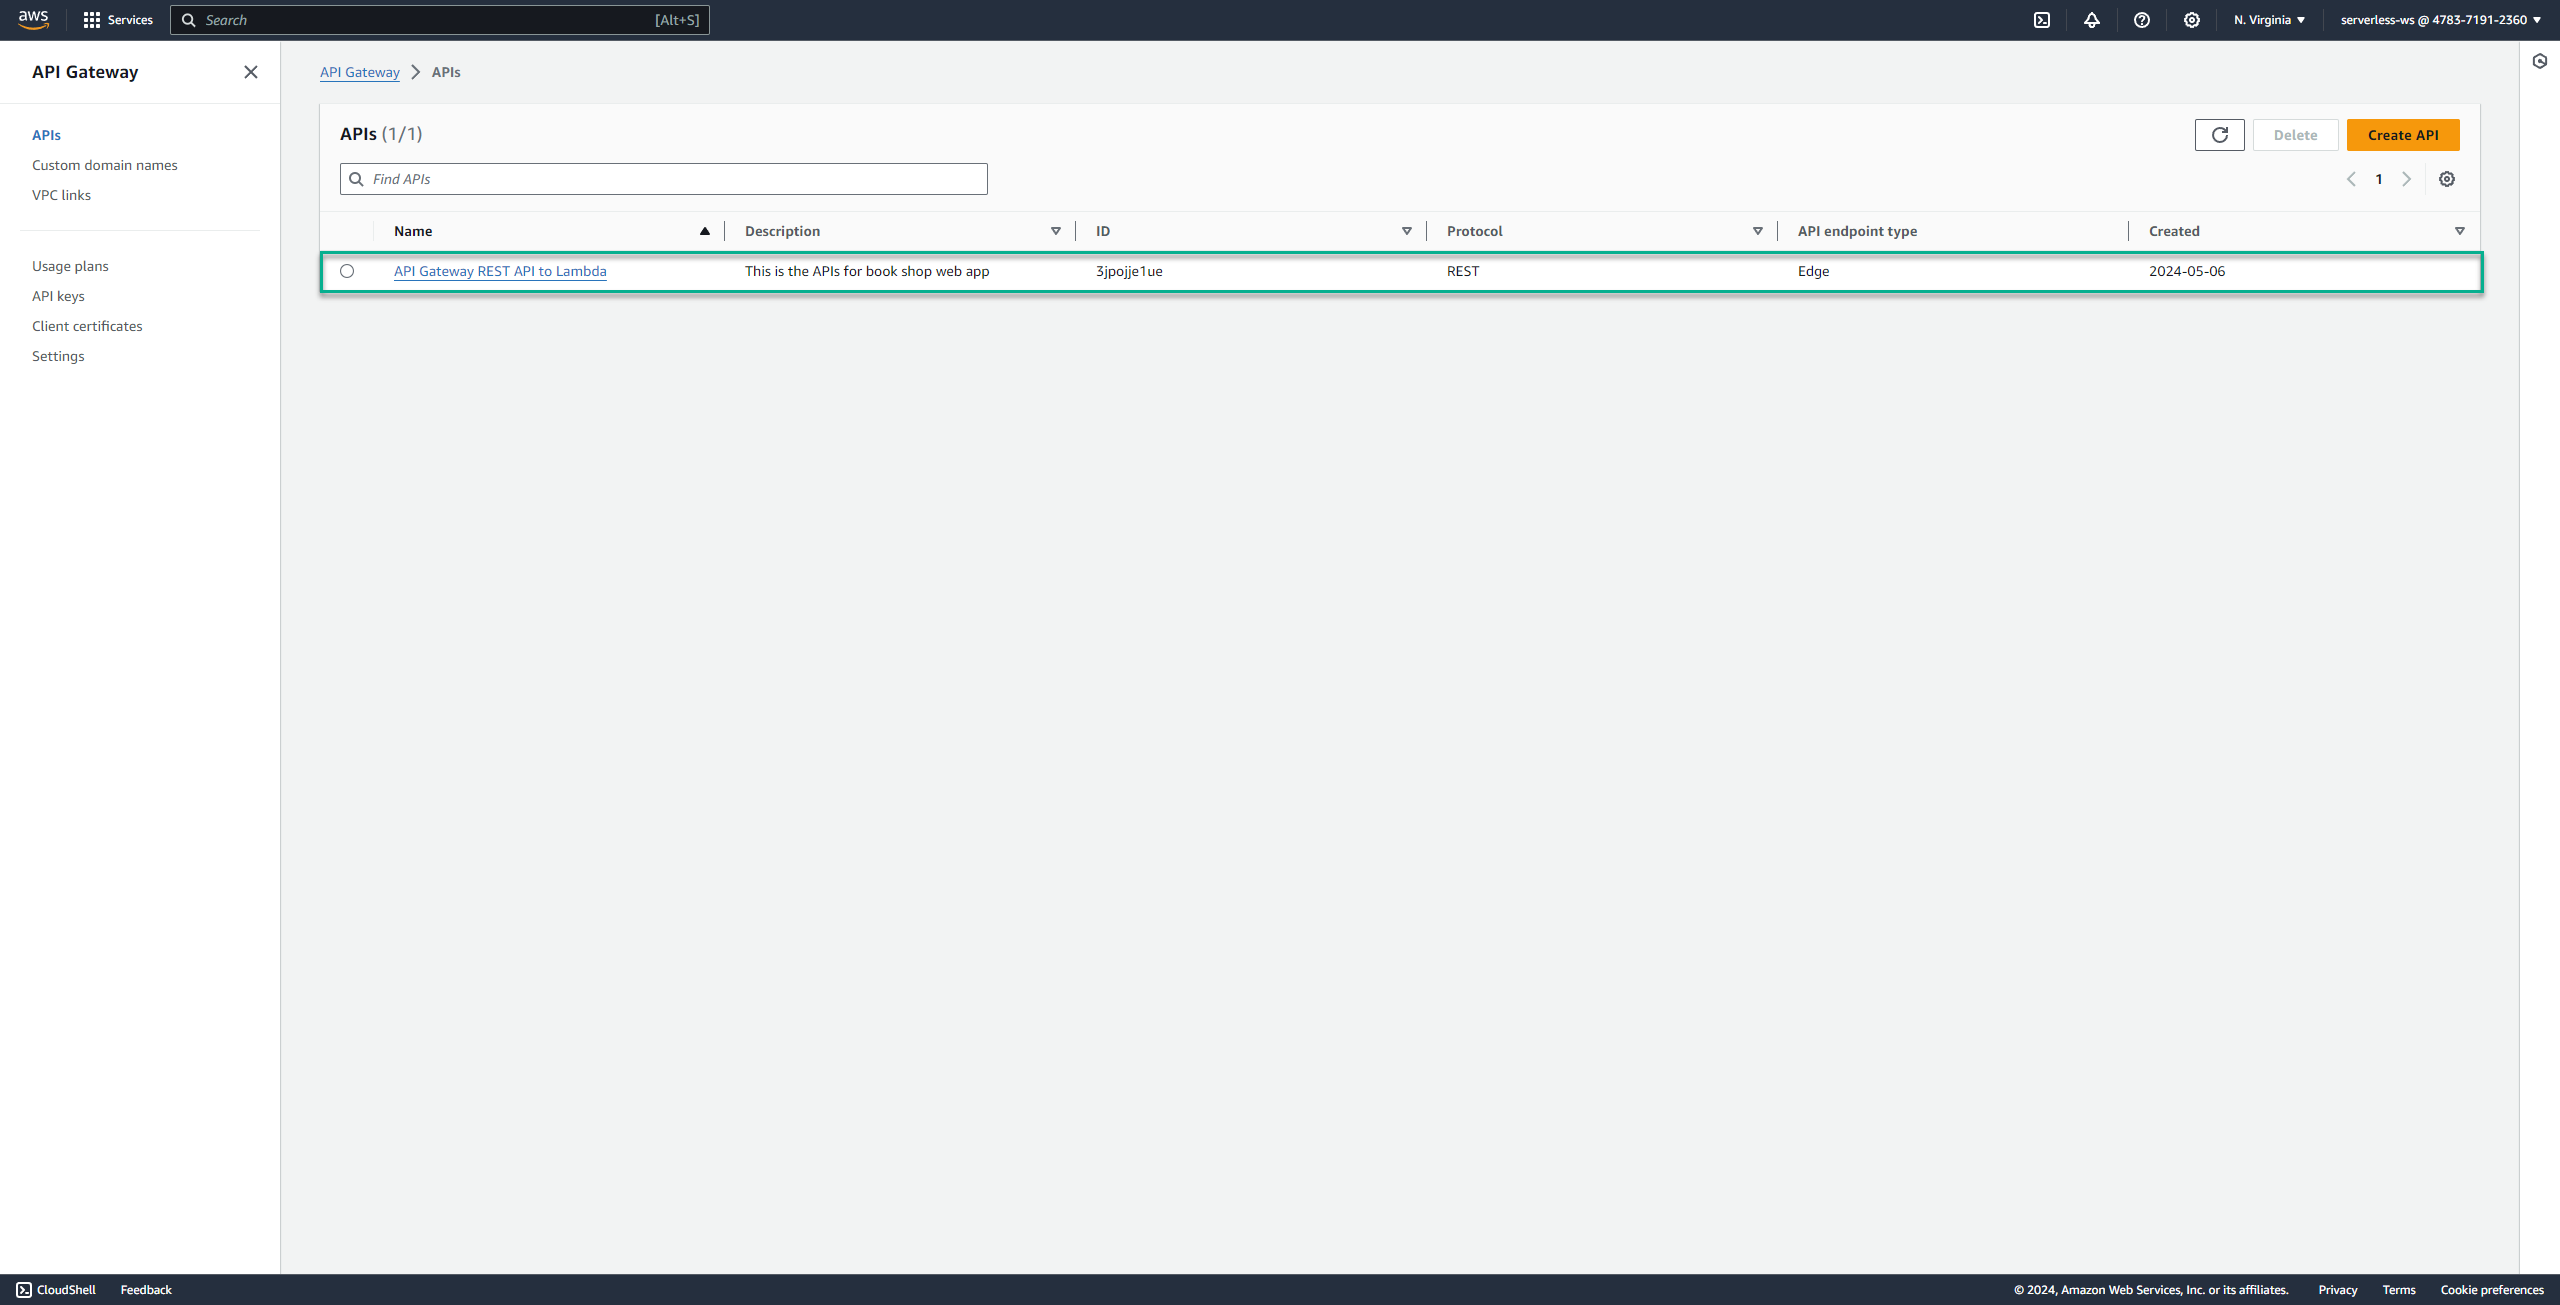 aws Services Search [Alt+S] N. Virginia serverless-ws @ 4783-7191-2360
API Gateway
APIs
Custom domain names
VPC links
Usage plans
API keys
Client certificates
Settings
API Gateway APIs
APIs (1/1) Delete Create API
Find APIs 1
Name Description ID Protocol API endpoint type Created
API Gateway REST API to Lambda This is the APIs for book shop web app 3jpojje1ue REST Edge 2024-05-06
CloudShell Feedback © 2024, Amazon Web Services, Inc. or its affiliates. Privacy Terms Cookie preferences